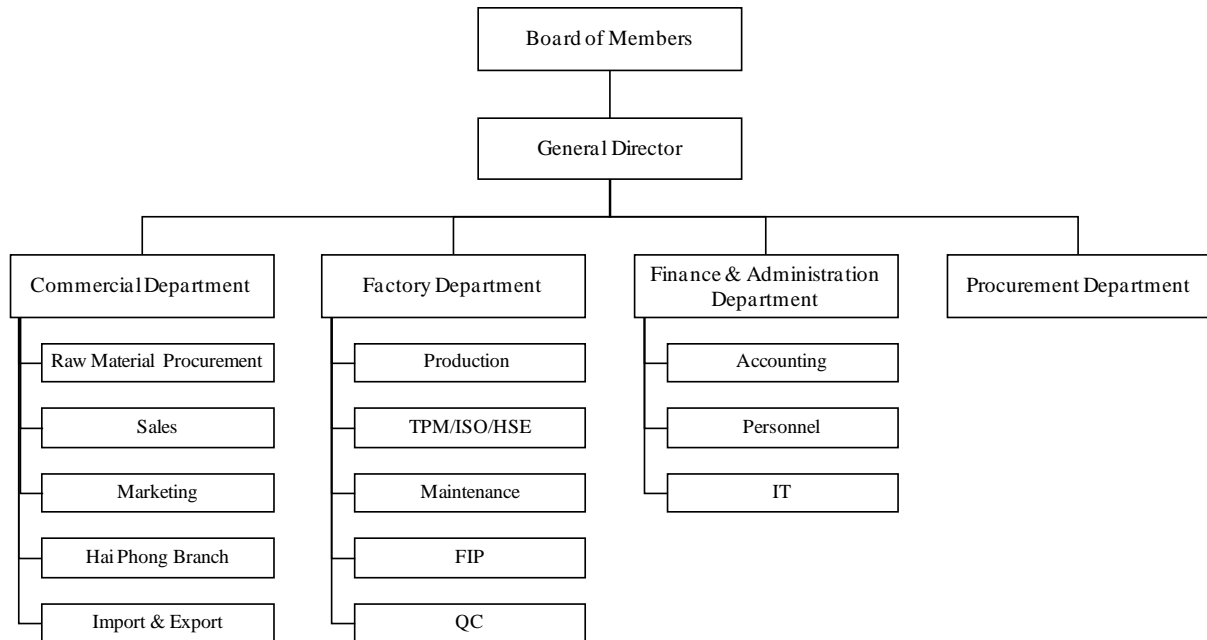 Board of Members
General Director
Commercial Department
Factory Department
Finance & Administration
Department
Procurement Department
Raw Material Procurement
Production
Accounting
Sales
TPM/ISO/HSE
Personnel
Marketing
Maintenance
IT
Hai Phong Branch
FIP
Import & Export
QC